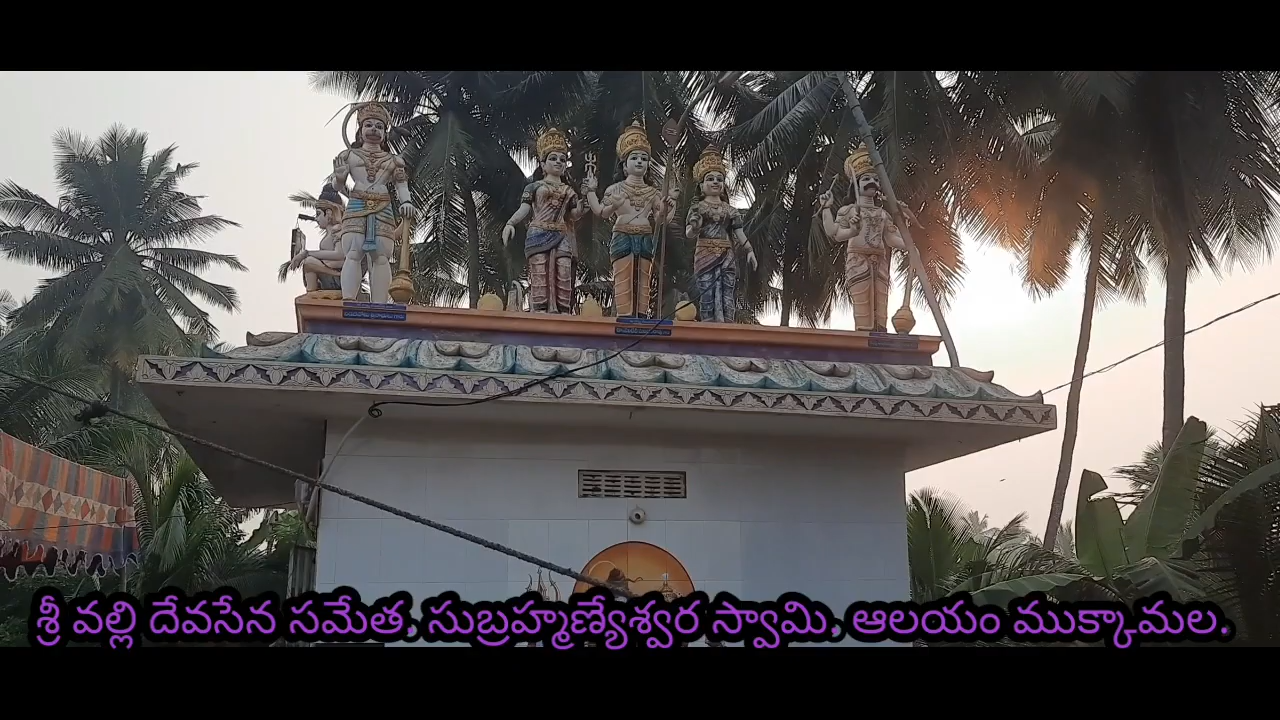 శ్రీ వల్లి దేవసేన సమేత, సుబ్రహ్మణ్యేశ్వర స్వామి, ఆలయం ముక్కామల.